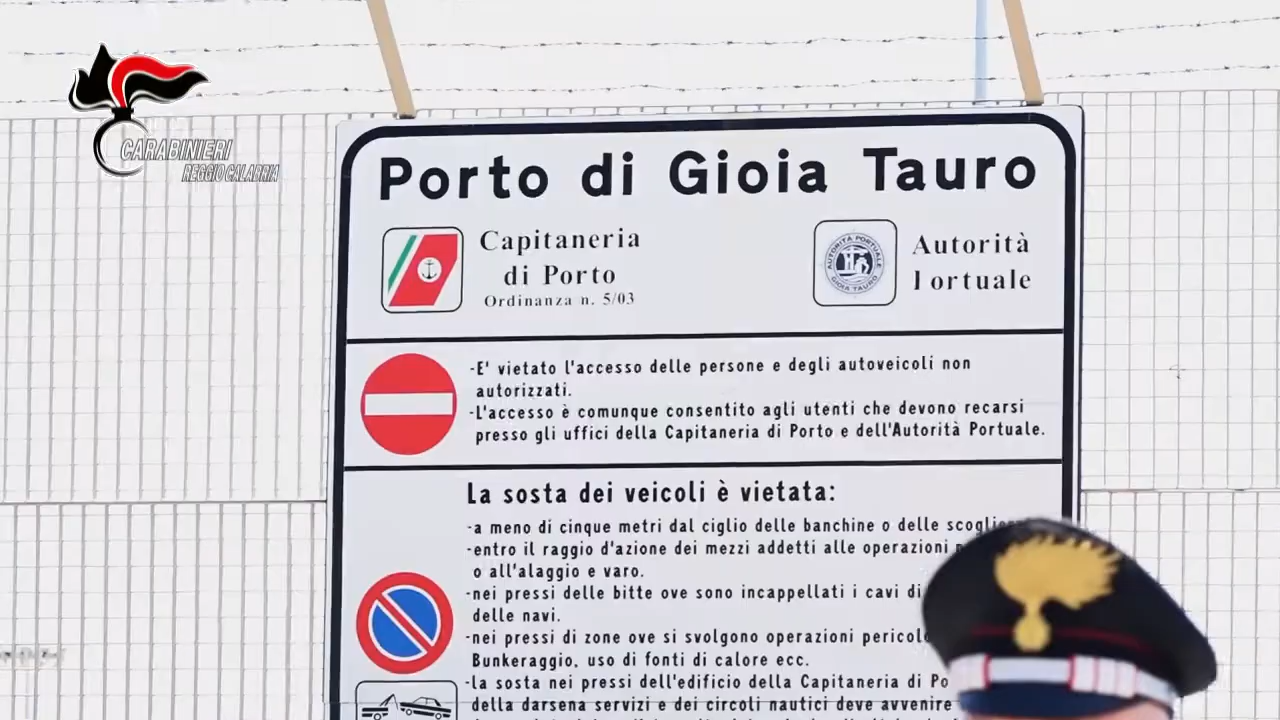 CARABINIERI
REGGIO CALABRIA
Porto di Gioia Tauro
Capitaneria
di Porto
Ordinanza n. 5/03
AUTORITÀ PORTUALE
GIOIA TAURO
Autorità
Portuale
-E' vietato l'accesso delle persone e degli autoveicoli non
autorizzati.
-L'accesso è comunque consentito agli utenti che devono recarsi
presso gli uffici della Capitaneria di Porto e dell'Autorità Portuale.
La sosta dei veicoli è vietata:
-a meno di cinque metri dal ciglio delle banchine o delle
-entro il raggio d'azione dei mezzi addetti alle operazioni
o all'alaggio e varo.
-nei pressi delle bitte ove sono incappellati i cavi di
delle navi.
-nei pressi di zone ove si svolgono operazioni
Bunkeraggio, uso di fonti di calore ecc.
-la sosta nei pressi dell'edificio della Capitaneria di
della darsena servizi e dei circoli nautici deve avvenire